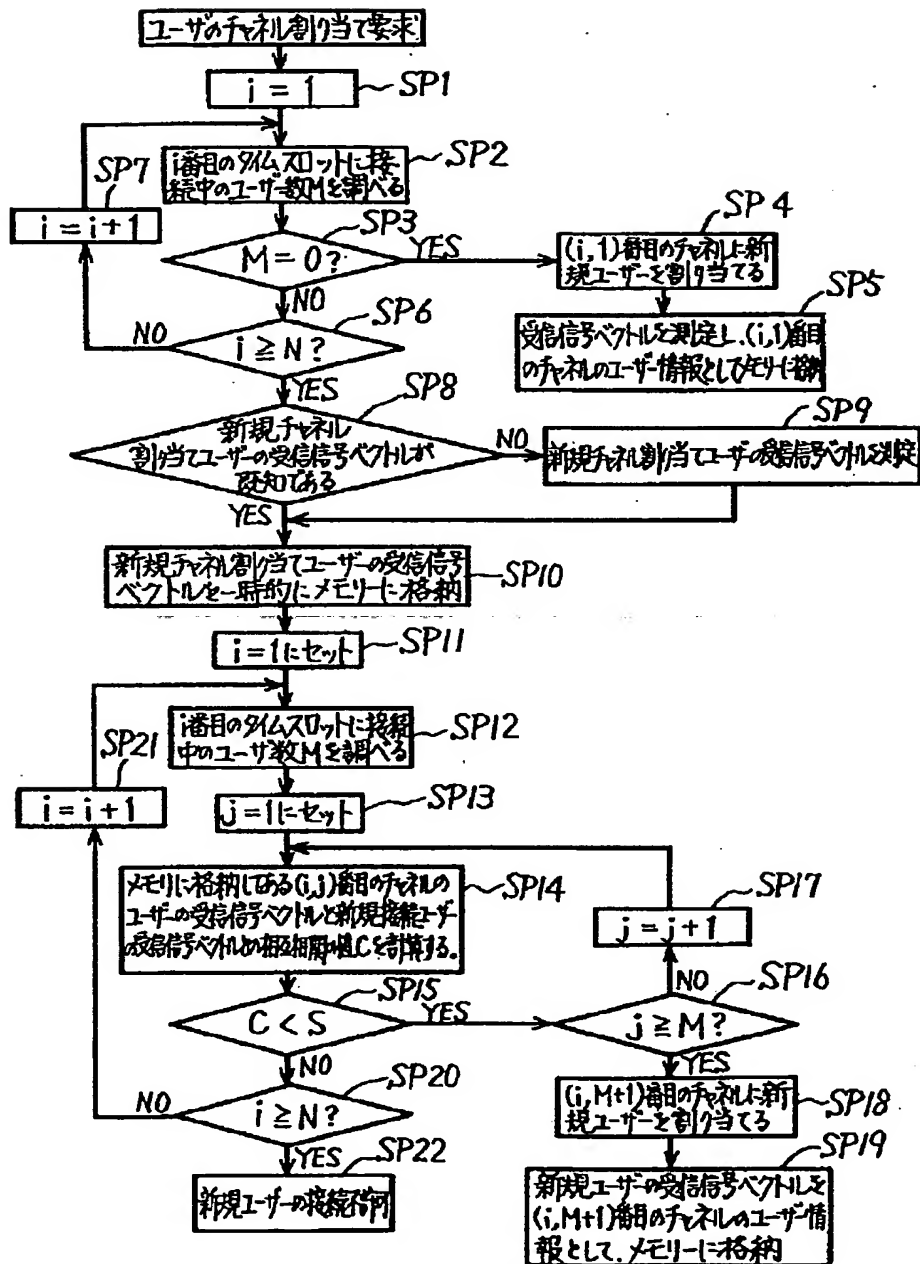 ユーザのチャネル割り当て要求
i = 1
SP1
SP7
i番目のタイムスロットに接
続中のユーザー数Mを調べる
SP2
i = i + 1
SP3
M = 0?
YES
SP4
(i, 1)番目のチャネルに新
規ユーザーを割り当てる
NO
SP6
SP5
NO
i ≧ N?
受信信号ベクトルを測定し、(i, 1)番目
のチャネルのユーザー情報としてメモリーに格納
YES
SP8
新規チャネル
割り当てユーザーの受信信号ベクトルが
既知である
NO
SP9
新規チャネル割り当てユーザーの受信信号ベクトルを測定
YES
新規チャネル割り当てユーザーの受信信号
ベクトルを一時的にメモリーに格納
SP10
i=1にセット
SP11
i番目のタイムスロットに接続
中のユーザ数Mを調べる
SP12
SP21
i = i + 1
j=1にセット
SP13
メモリに格納してある(i, j)番目のチャネルの
ユーザーの受信信号ベクトルと新規接続ユーザー
の受信信号ベクトルとの相互相関値Cを計算する。
SP14
SP17
j = j + 1
SP15
C < S
YES
NO
SP16
j ≧ M?
NO
SP20
NO
i ≧ N?
YES
(i, M+1)番目のチャネルに新
規ユーザーを割り当てる
SP18
YES
SP22
新規ユーザーの接続
SP19
新規ユーザーの受信信号ベクトルを
(i, M+1)番目のチャネルのユーザー情
報として、メモリーに格納